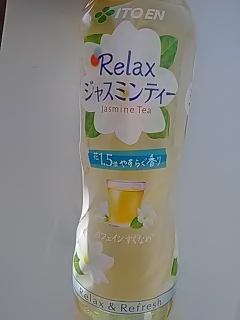 ITO EN
Relax
ジャスミンティー
Jasmine Tea
花1.5倍 やすらぐ香り
カフェインすくなめ
Relax & Refresh